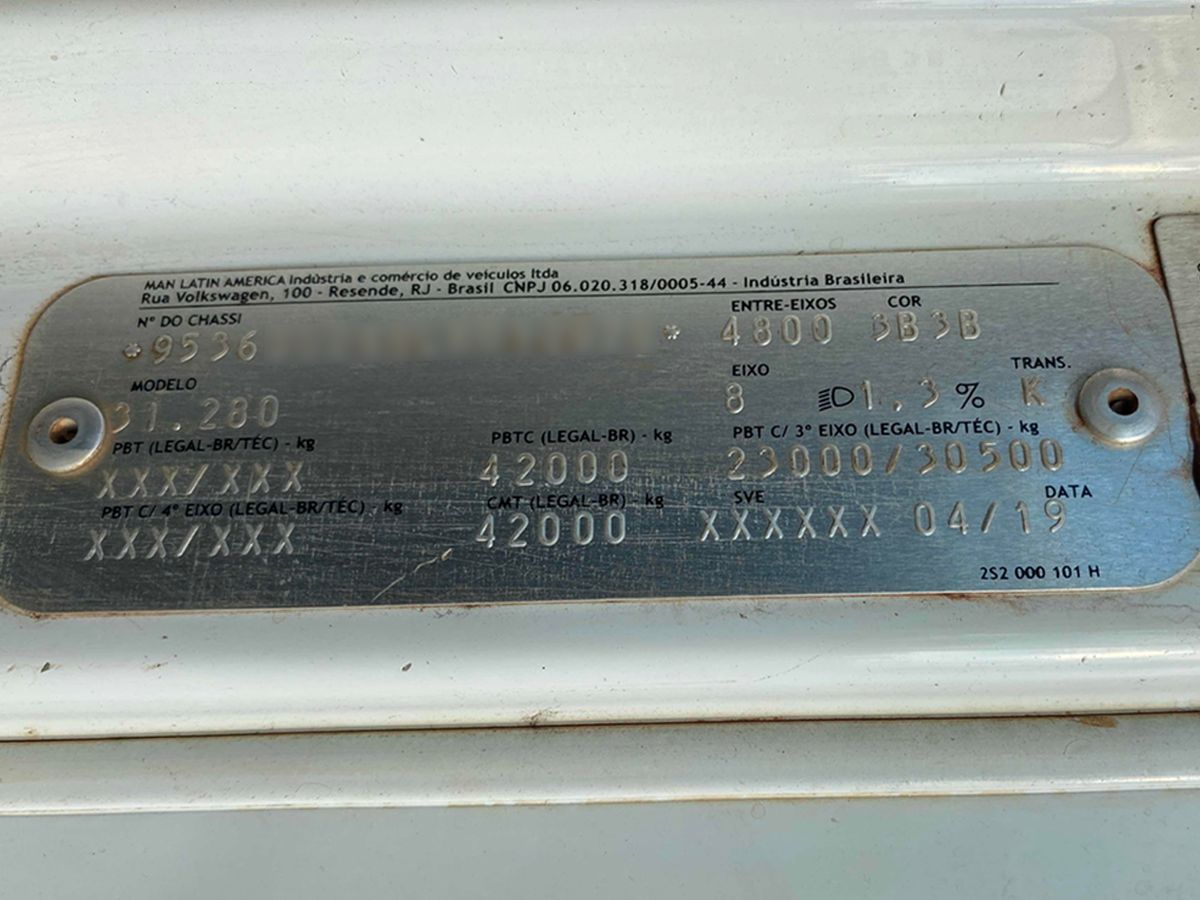 MAN LATIN AMERICA Indústria e comércio de veículos ltda
Rua Volkswagen, 100 - Resende, RJ - Brasil CNPJ 06.020.318/0005-44 - Indústria Brasileira
Nº DO CHASSI ENTRE-EIXOS COR
*9536 * 4800 3B3B
MODELO EIXO TRANS.
31.280 8 1,3% K
PBT (LEGAL-BR/TÉC) - kg PBTC (LEGAL-BR) - kg PBT C/ 3º EIXO (LEGAL-BR/TÉC) - kg
XXX/XXX 42000 23000/30500
PBT C/ 4º EIXO (LEGAL-BR/TÉC) - kg CMT (LEGAL-BR) - kg SVE DATA
XXX/XXX 42000 XXXXXX 04/19
2S2 000 101 H